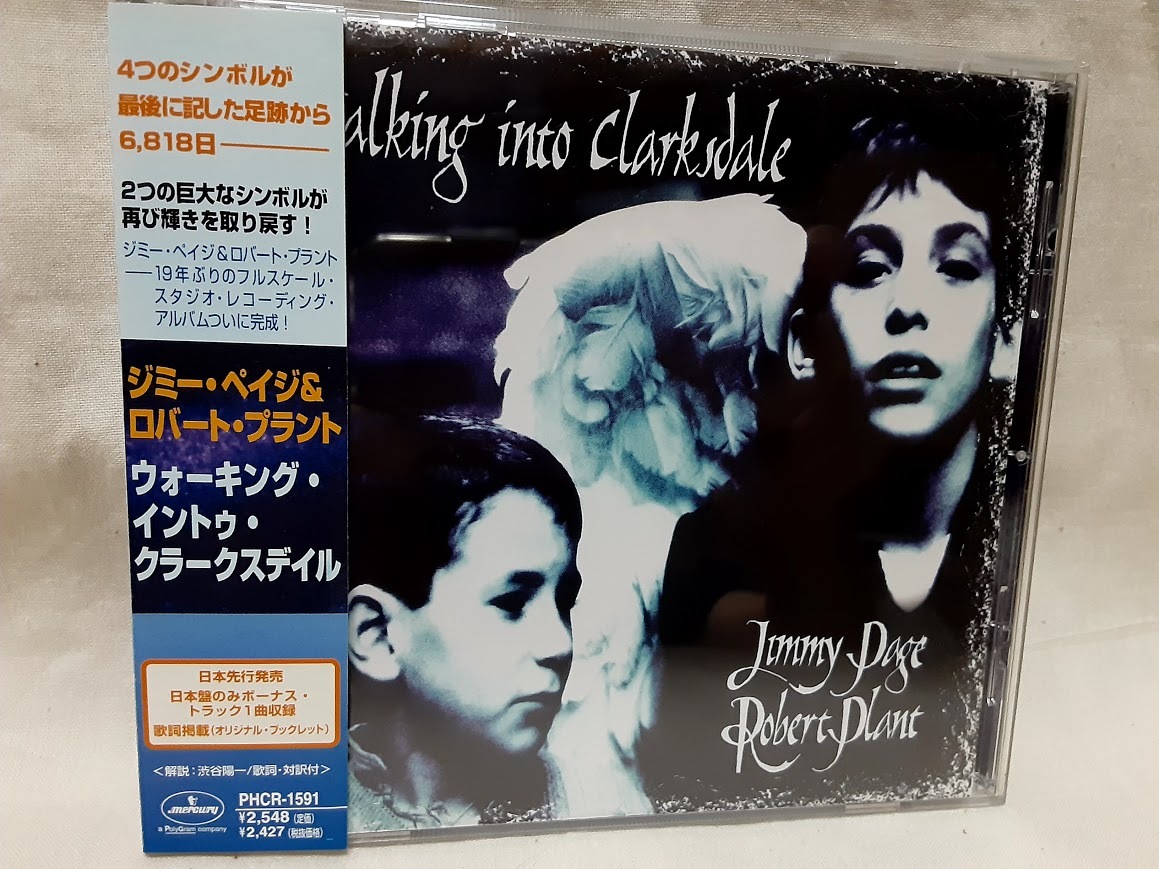 4つのシンボルが
最後に記した足跡から
6,818日────
2つの巨大なシンボルが
再び輝きを取り戻す！
ジミー・ペイジ&ロバート・プラント
──19年ぶりのフルスケール・
スタジオ・レコーディング・
アルバムついに完成！
ジミー・ペイジ&
ロバート・プラント
ウォーキング・
イントゥ・
クラークスデイル
日本先行発売
日本盤のみボーナス・
トラック1曲収録
歌詞掲載(オリジナル・ブックレット)
<解説：渋谷陽一/歌詞・対訳付>
mercury
a PolyGram company
PHCR-1591
¥2,548(定価)
¥2,427(税抜価格)
alking into Clarksdale
Jimmy Page
Robert Plant